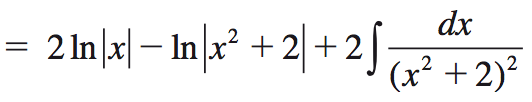 = 2 ln|x| − ln|x² + 2| + 2∫ dx/(x² + 2)²